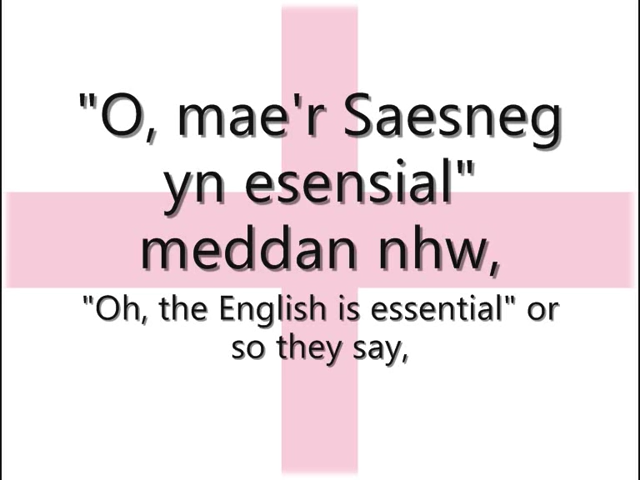 "O, mae'r Saesneg
yn esensial"
meddan nhw,
"Oh, the English is essential" or
so they say,